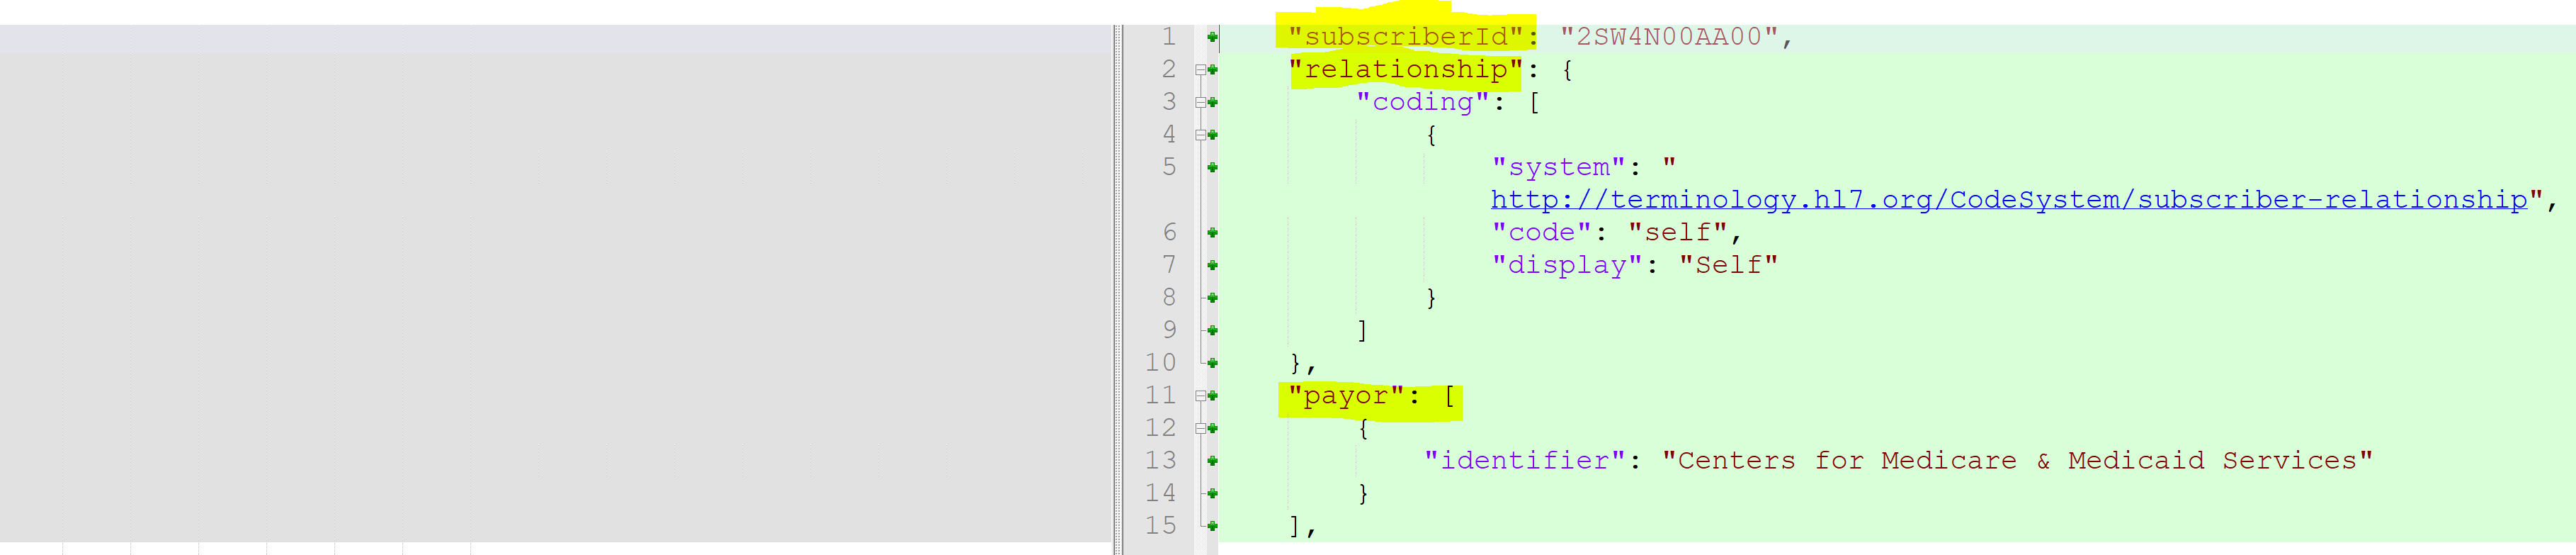 1 "subscriberId": "2SW4N00AA00",
2 "relationship": {
3 "coding": [
4 {
5 "system": "
http://terminology.hl7.org/CodeSystem/subscriber-relationship",
6 "code": "self",
7 "display": "Self"
8 }
9 ]
10 },
11 "payor": [
12 {
13 "identifier": "Centers for Medicare & Medicaid Services"
14 }
15 ],